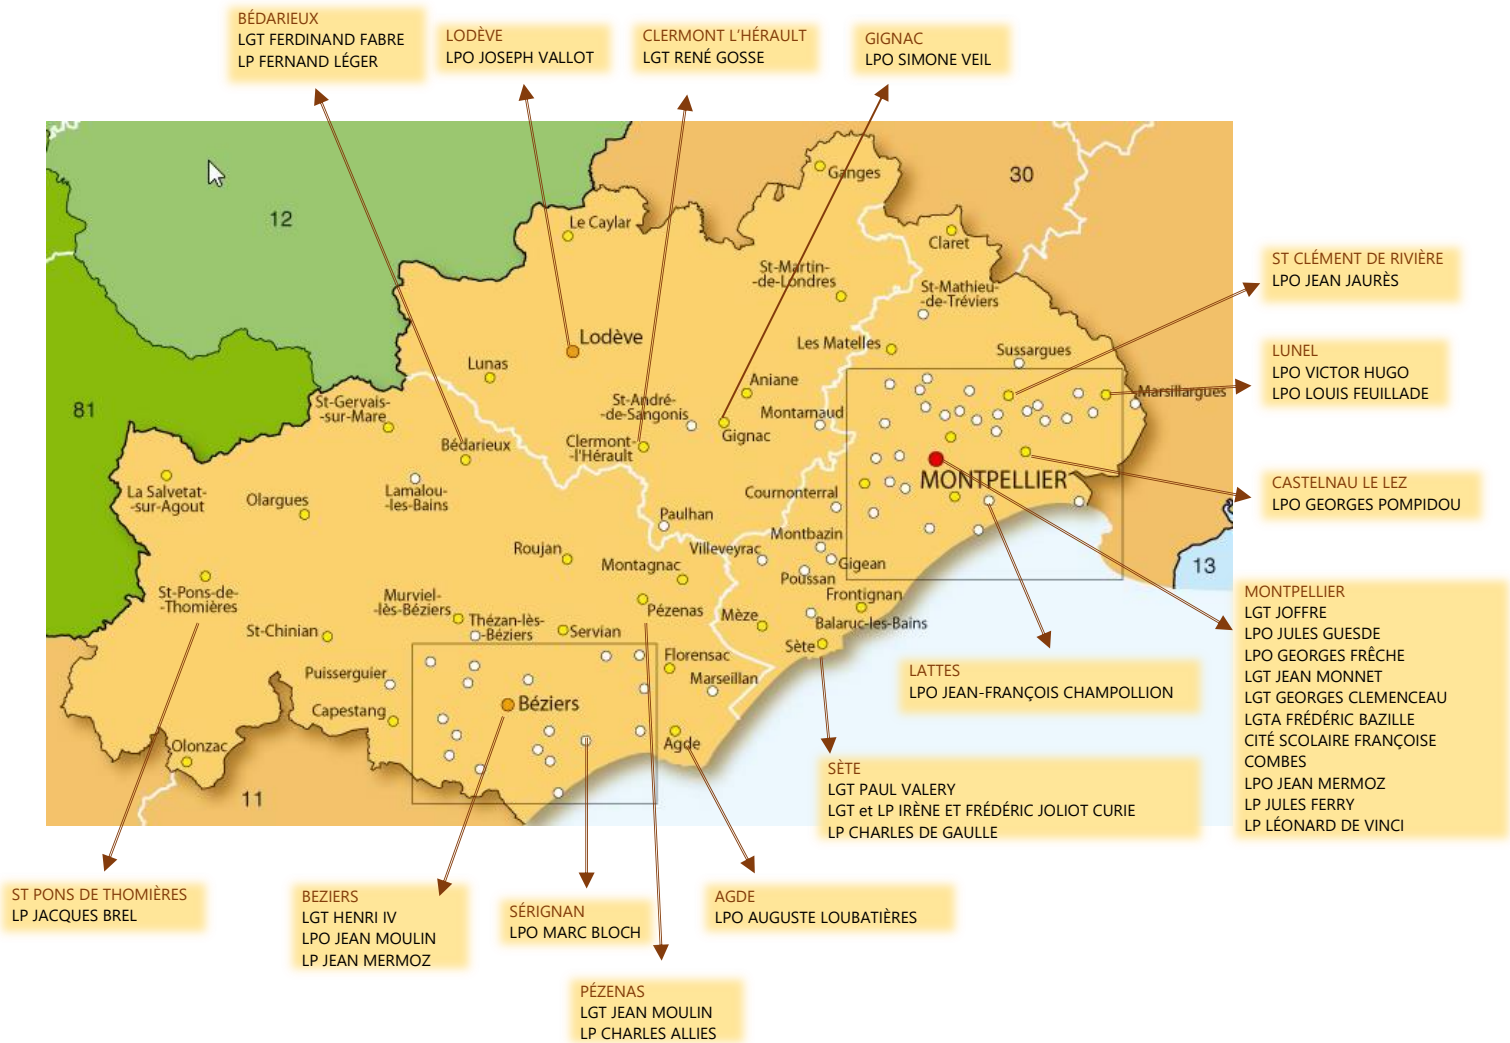 BÉDARIEUX
LGT FERDINAND FABRE
LP FERNAND LÉGER
LODÈVE
LPO JOSEPH VALLOT
CLERMONT L'HÉRAULT
LGT RENÉ GOSSE
GIGNAC
LPO SIMONE VEIL
12
30
81
11
13
Ganges
Le Caylar
Claret
St-Martin-
-de-Londres
St-Mathieu-
-de-Tréviers
Lodève
Les Matelles
Sussargues
Lunas
Aniane
Marsillargues
St-Gervais-
-sur-Mare
St-André-
-de-Sangonis
Montarnaud
Bédarieux
Clermont-
-l'Hérault
Gignac
MONTPELLIER
La Salvetat-
-sur-Agout
Olargues
Lamalou-
-les-Bains
Cournonterral
Paulhan
Montbazin
Roujan
Villeveyrac
Gigean
Montagnac
Poussan
St-Pons-de-
-Thomières
Murviel-
-lès-Béziers
Frontignan
Pézenas
Mèze
Balaruc-les-Bains
Thézan-lès-
-Béziers
St-Chinian
Servian
Sète
Florensac
Puisserguier
Marseillan
Capestang
Béziers
Agde
Olonzac
ST CLÉMENT DE RIVIÈRE
LPO JEAN JAURÈS
LUNEL
LPO VICTOR HUGO
LPO LOUIS FEUILLADE
CASTELNAU LE LEZ
LPO GEORGES POMPIDOU
MONTPELLIER
LGT JOFFRE
LPO JULES GUESDE
LPO GEORGES FRÊCHE
LGT JEAN MONNET
LGT GEORGES CLEMENCEAU
LGTA FRÉDÉRIC BAZILLE
CITÉ SCOLAIRE FRANÇOISE
COMBES
LPO JEAN MERMOZ
LP JULES FERRY
LP LÉONARD DE VINCI
LATTES
LPO JEAN-FRANÇOIS CHAMPOLLION
SÈTE
LGT PAUL VALERY
LGT et LP IRÈNE ET FRÉDÉRIC JOLIOT CURIE
LP CHARLES DE GAULLE
ST PONS DE THOMIÈRES
LP JACQUES BREL
BEZIERS
LGT HENRI IV
LPO JEAN MOULIN
LP JEAN MERMOZ
SÉRIGNAN
LPO MARC BLOCH
AGDE
LPO AUGUSTE LOUBATIÈRES
PÉZENAS
LGT JEAN MOULIN
LP CHARLES ALLIES